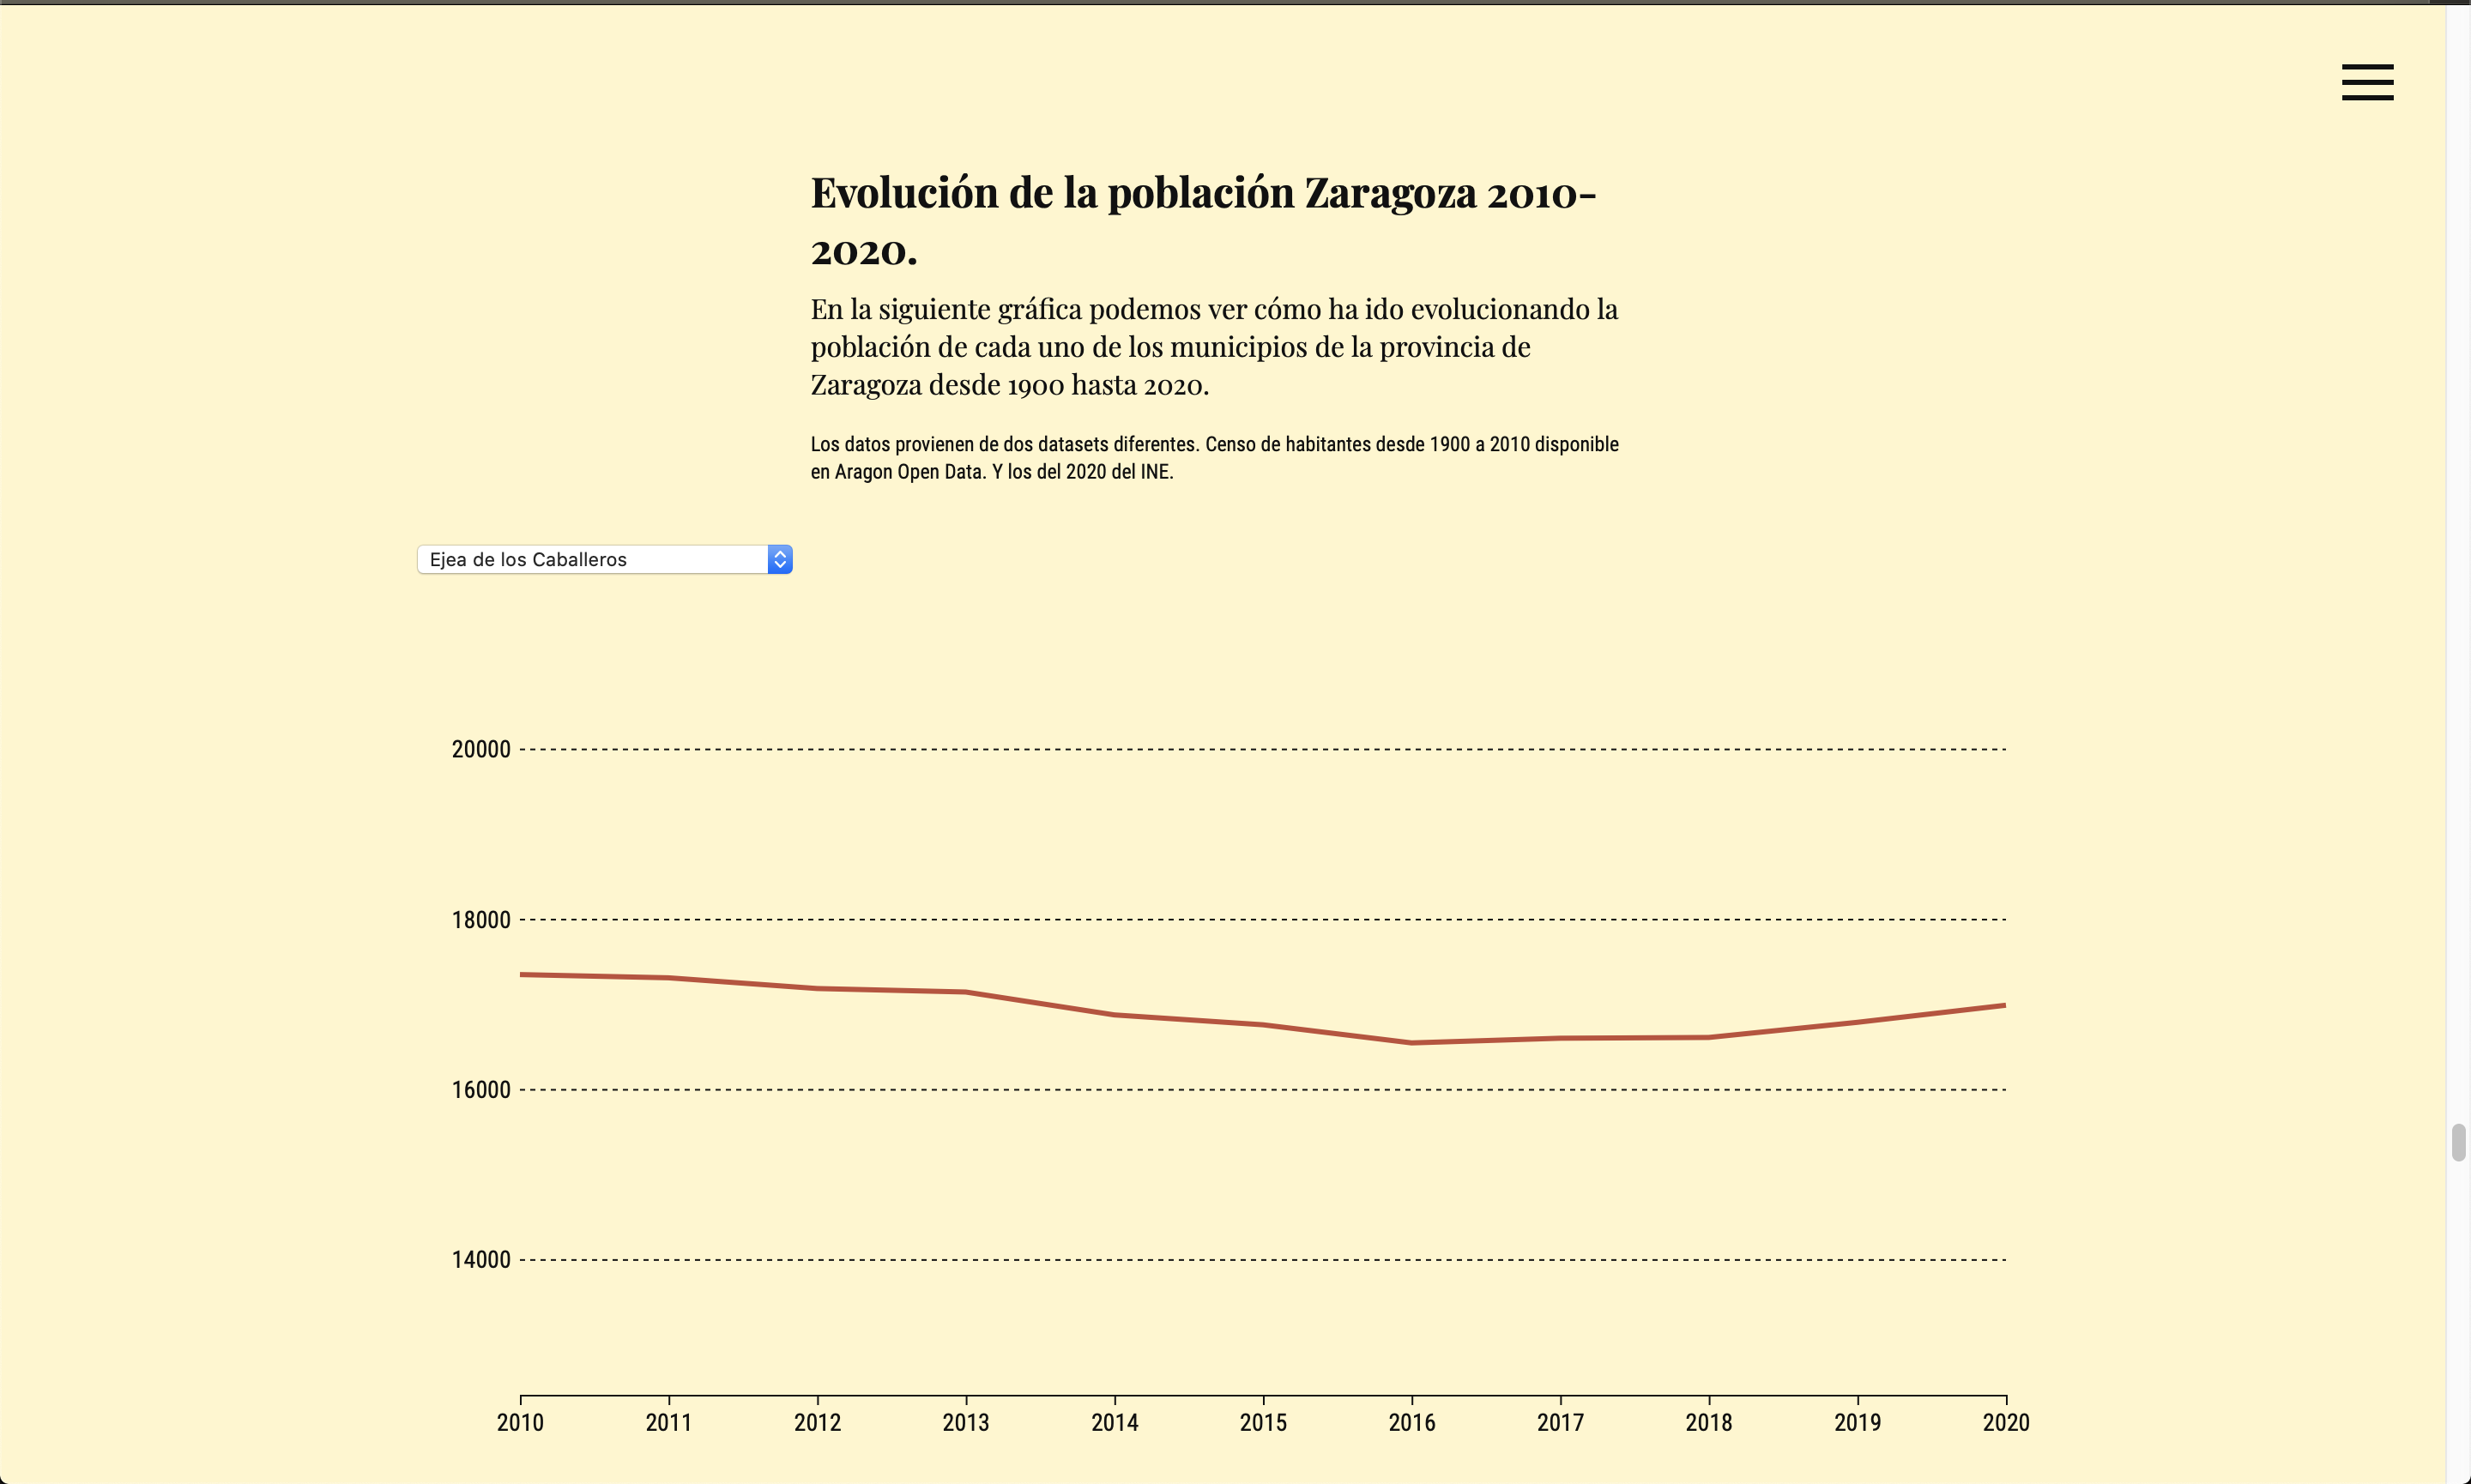 Evolución de la población Zaragoza 2010-
2020.
En la siguiente gráfica podemos ver cómo ha ido evolucionando la
población de cada uno de los municipios de la provincia de
Zaragoza desde 1900 hasta 2020.
Los datos provienen de dos datasets diferentes. Censo de habitantes desde 1900 a 2010 disponible
en Aragon Open Data. Y los del 2020 del INE.
Ejea de los Caballeros
20000
18000
16000
14000
2010 2011 2012 2013 2014 2015 2016 2017 2018 2019 2020